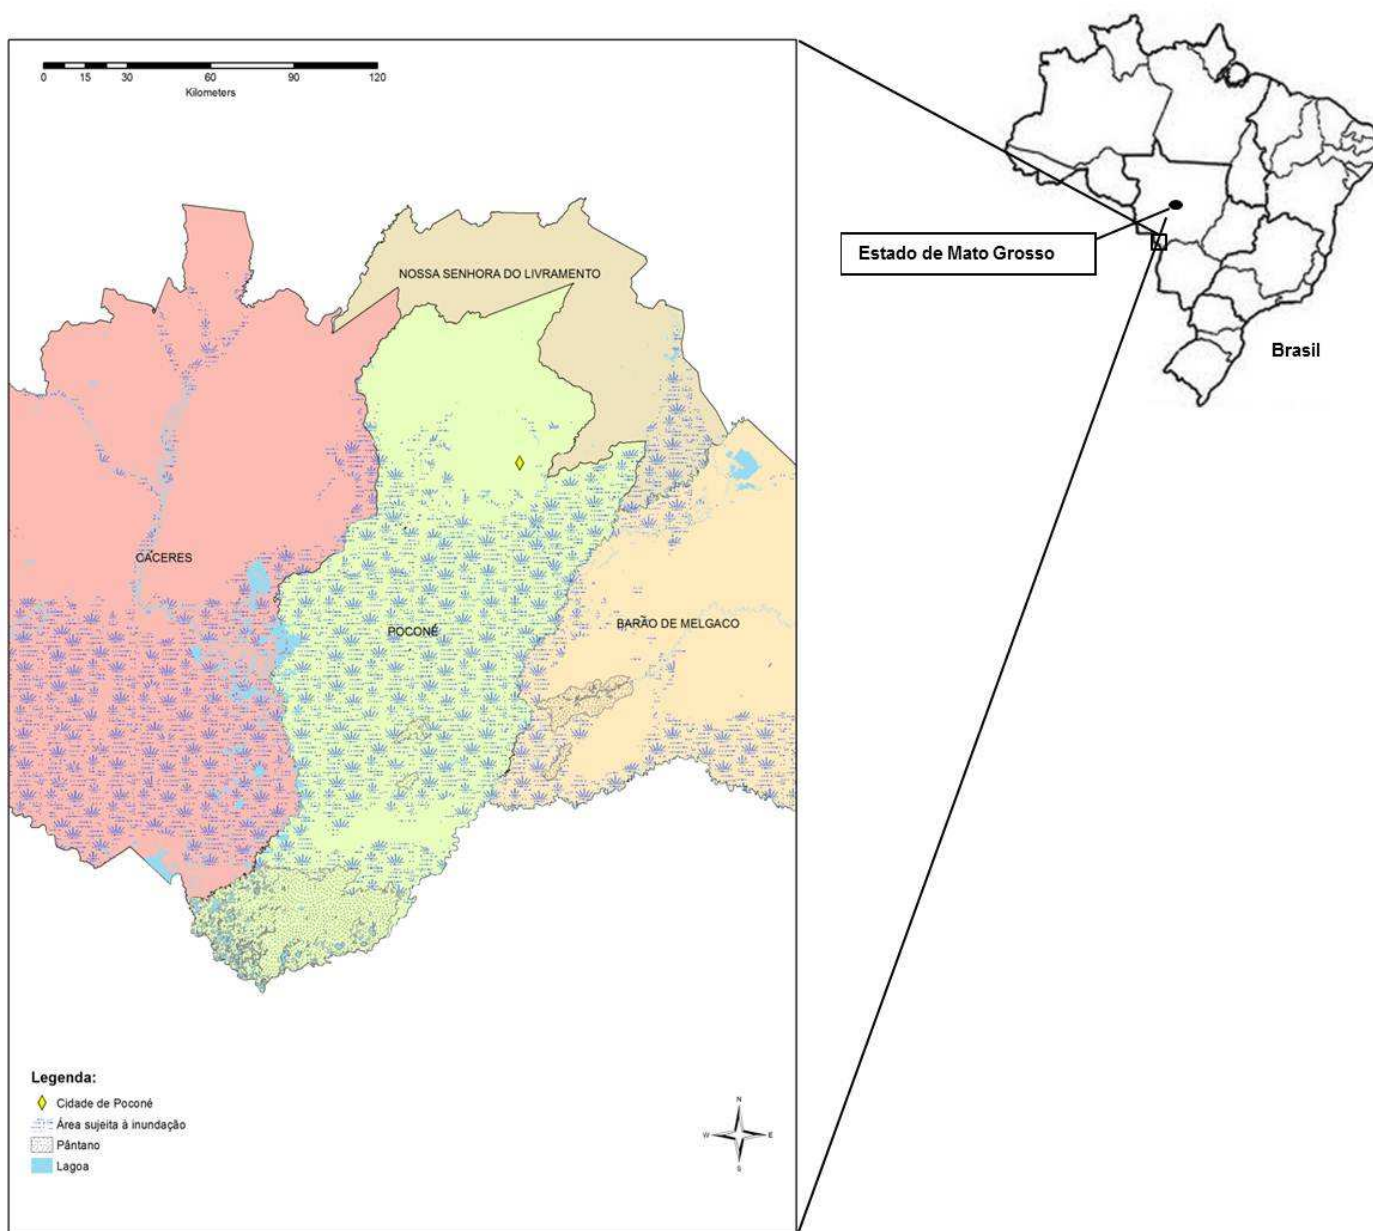 0 15 30 60 90 120
Kilometers
NOSSA SENHORA DO LIVRAMENTO
CÁCERES
POCONÉ
BARÃO DE MELGACO
Estado de Mato Grosso
Brasil
Legenda:
Cidade de Poconé
Área sujeita à inundação
Pântano
Lagoa
N
W E
S